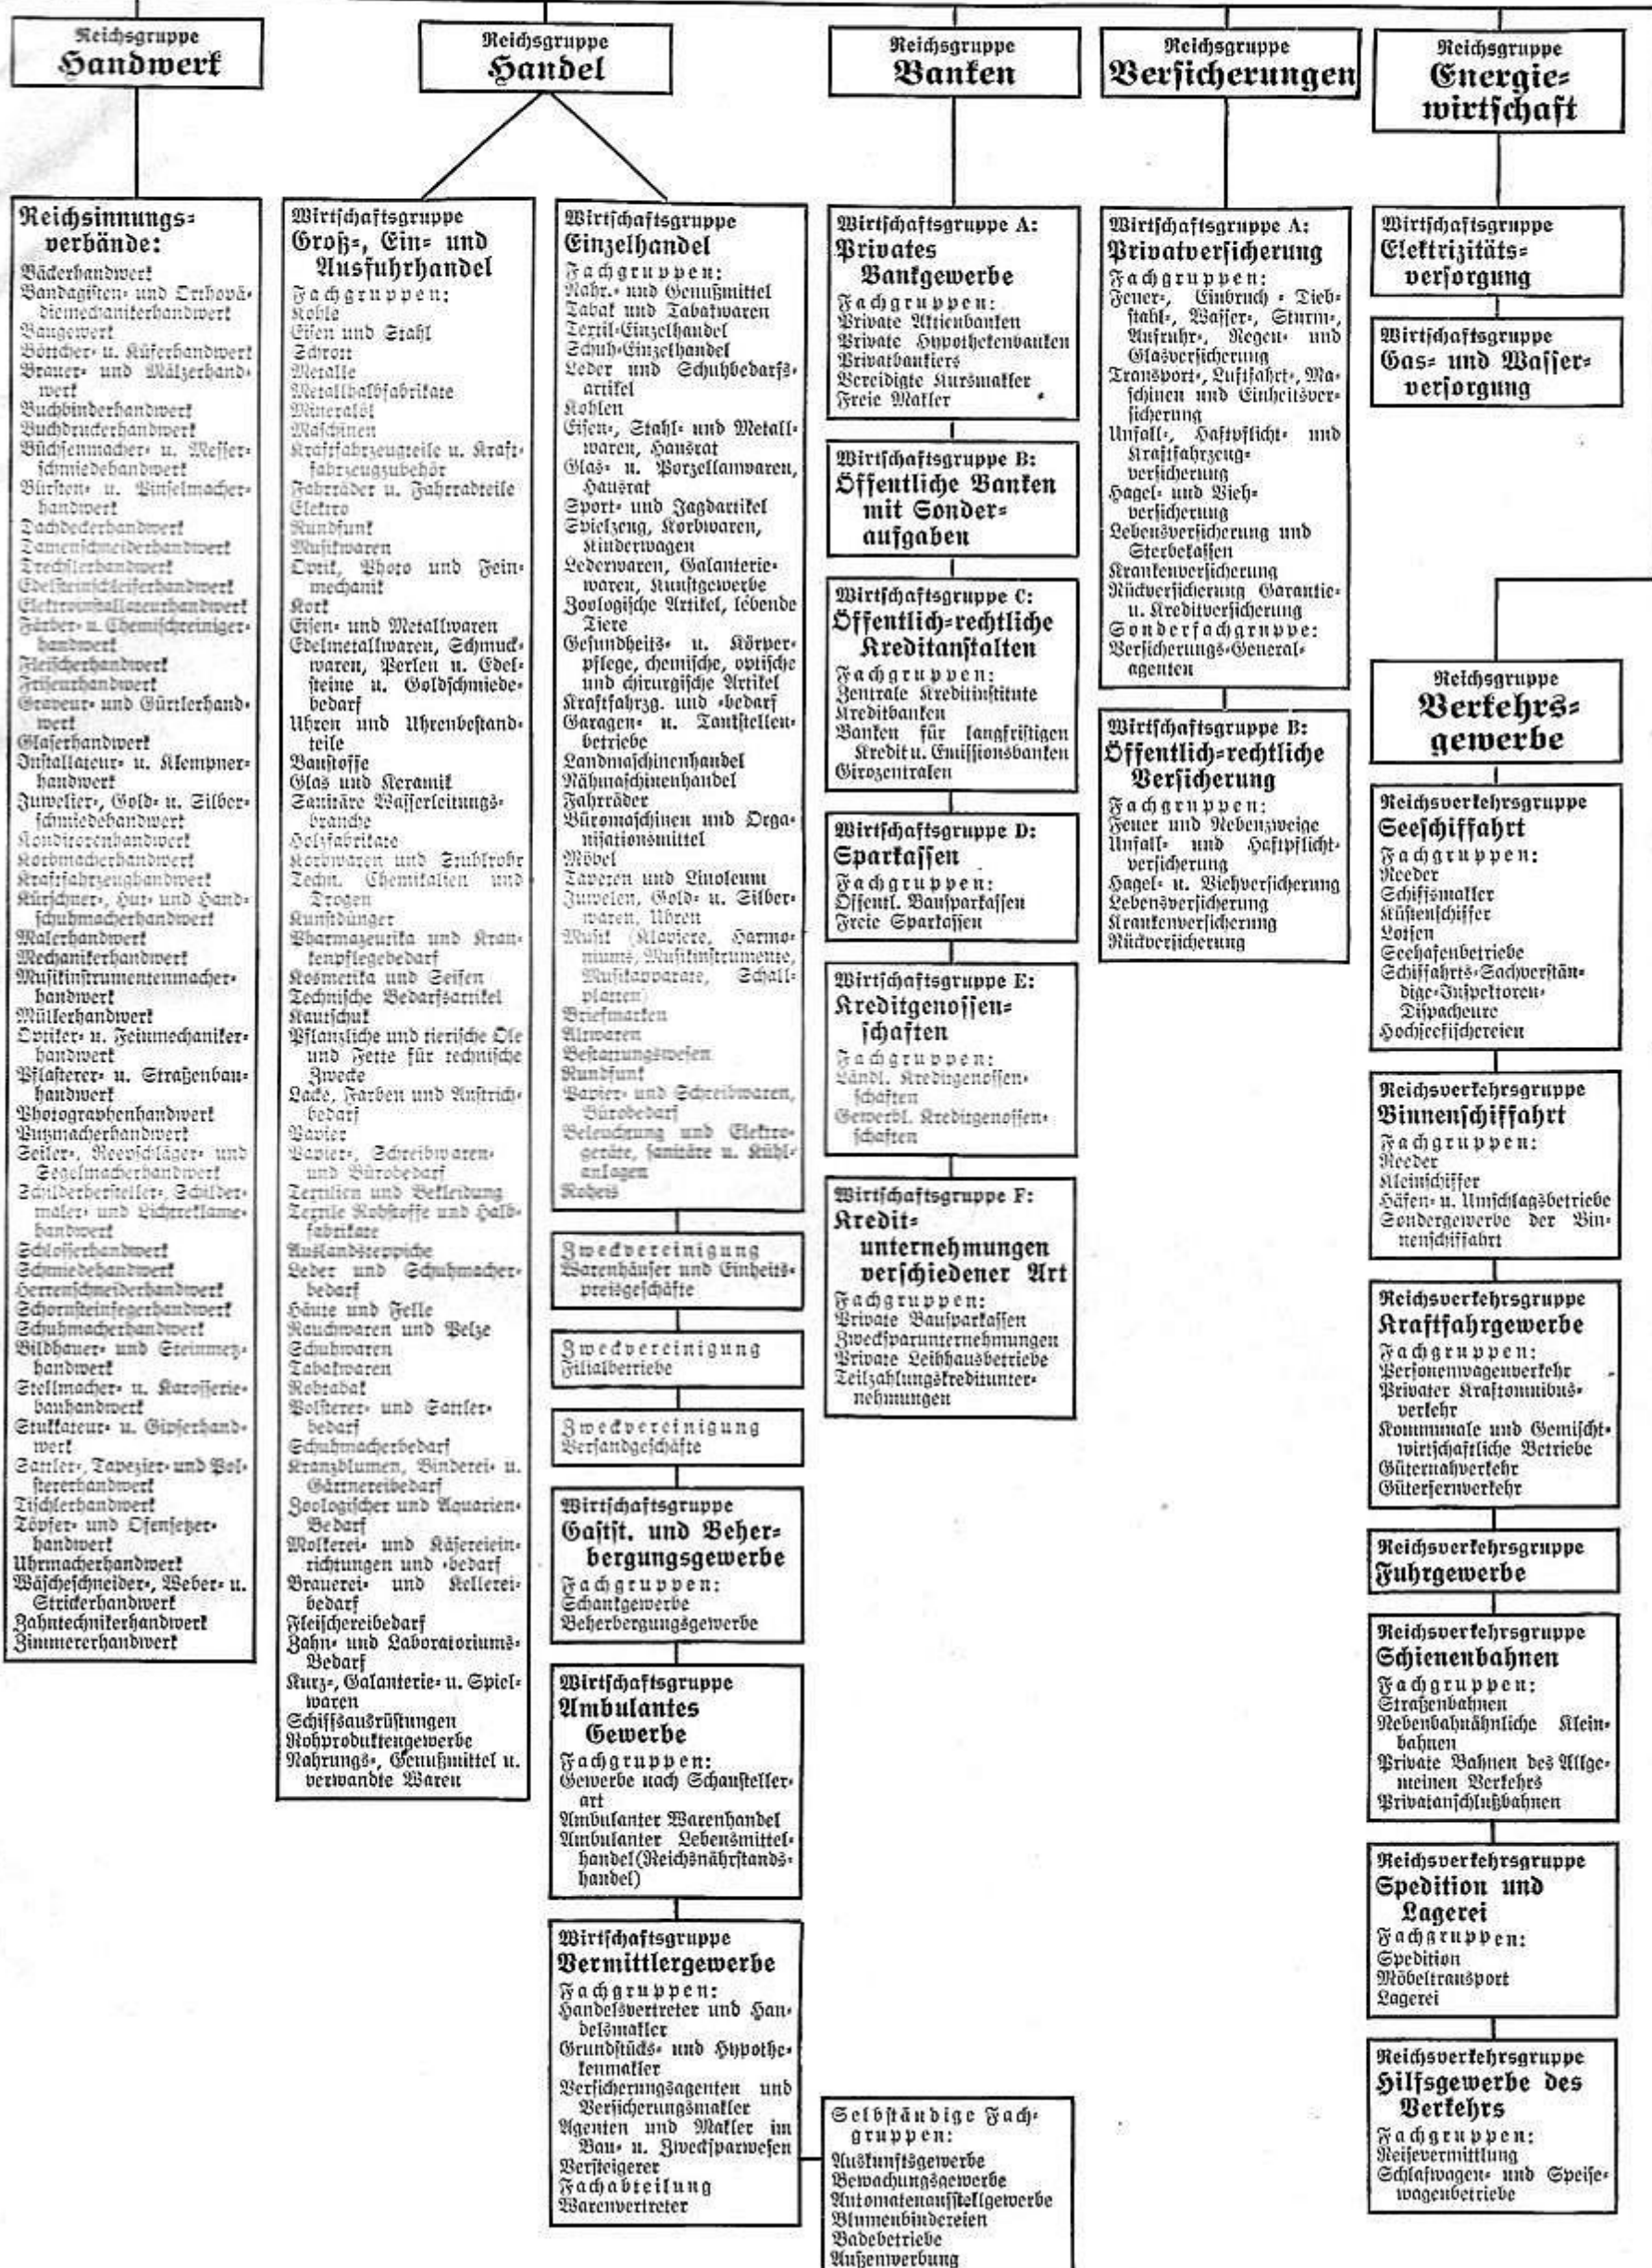 Reichsgruppe
Handwerk
Reichsinnungs-
verbände:
Bäckerhandwerk
Bandagisten- und Orthopä-
diemechanikerhandwerk
Baugewerk
Böttcher- u. Küferhandwerk
Brauer- und Mälzerhand-
werk
Buchbinderhandwerk
Buchdruckerhandwerk
Büchsenmacher- u. Messer-
schmiedehandwerk
Bürsten- u. Pinselmacher-
handwerk
Dachdeckerhandwerk
Damenschneiderhandwerk
Drechslerhandwerk
Edelsteinschleiferhandwerk
Elektroinstallateurhandwerk
Färber- u. Chemischreiniger-
handwerk
Fleischerhandwerk
Friseurhandwerk
Graveur- und Gürtlerhand-
werk
Glaserhandwerk
Installateur- u. Klempner-
handwerk
Juwelier-, Gold- u. Silber-
schmiedehandwerk
Konditorenhandwerk
Korbmacherhandwerk
Kraftfahrzeughandwerk
Kürschner-, Hut- und Hand-
schuhmacherhandwerk
Malerhandwerk
Mechanikerhandwerk
Musikinstrumentenmacher-
handwerk
Müllerhandwerk
Optiker- u. Feinmechaniker-
handwerk
Pflasterer- u. Straßenbau-
handwerk
Photographenhandwerk
Putzmacherhandwerk
Seiler-, Reepschläger- und
Segelmacherhandwerk
Schilderhersteller-, Schilder-
maler- und Lichtreklame-
handwerk
Schlosserhandwerk
Schmiedehandwerk
Herrenschneiderhandwerk
Schornsteinfegerhandwerk
Schuhmacherhandwerk
Bildhauer- und Steinmetz-
handwerk
Stellmacher- u. Karosserie-
bauhandwerk
Stukkateur- u. Gipserhand-
werk
Sattler-, Tapezier- und Pol-
stererhandwerk
Tischlerhandwerk
Töpfer- und Ofensetzer-
handwerk
Uhrmacherhandwerk
Wäscheschneider-, Weber- u.
Strickerhandwerk
Zahntechnikerhandwerk
Zimmererhandwerk
Reichsgruppe
Handel
Wirtschaftsgruppe
Groß-, Ein- und
Ausfuhrhandel
Fachgruppen:
Kohle
Eisen und Stahl
Schrott
Metalle
Metallhalbfabrikate
Mineralöl
Maschinen
Kraftfahrzeugteile u. Kraft-
fahrzeugzubehör
Fahrräder u. Fahrradteile
Elektro
Rundfunk
Musikwaren
Optik, Photo und Fein-
mechanik
Kork
Eisen- und Metallwaren
Edelmetallwaren, Schmuck-
waren, Perlen u. Edel-
steine u. Goldschmiede-
bedarf
Uhren und Uhrenbestand-
teile
Baustoffe
Glas und Keramik
Sanitäre Wasserleitungs-
branche
Holzfabrikate
Korbwaren und Stuhlrohr
Techn. Chemikalien und
Drogen
Kunstdünger
Pharmazeutika und Kran-
kenpflegebedarf
Kosmetika und Seifen
Technische Bedarfsartikel
Kautschuk
Pflanzliche und tierische Öle
und Fette für technische
Zwecke
Lacke, Farben und Anstrich-
bedarf
Papier
Papier-, Schreibwaren-
und Bürobedarf
Textilien und Bekleidung
Textile Rohstoffe und Halb-
fabrikate
Auslandsteppiche
Leder und Schuhmacher-
bedarf
Häute und Felle
Rauchwaren und Pelze
Schuhwaren
Tabakwaren
Rohtabak
Polsterer- und Sattler-
bedarf
Schuhmacherbedarf
Kranzblumen, Binderei- u.
Gärtnereibedarf
Zoologischer und Aquarien-
Bedarf
Molkerei- und Käsereiein-
richtungen und -bedarf
Brauerei- und Kellerei-
bedarf
Fleischereibedarf
Zahn- und Laboratoriums-
Bedarf
Kurz-, Galanterie- u. Spiel-
waren
Schiffsausrüstungen
Rohproduktengewerbe
Nahrungs-, Genußmittel u.
verwandte Waren
Wirtschaftsgruppe
Einzelhandel
Fachgruppen:
Nahr.- und Genußmittel
Tabak und Tabakwaren
Textil-Einzelhandel
Schuh-Einzelhandel
Leder und Schuhbedarfs-
artikel
Kohlen
Eisen-, Stahl- und Metall-
waren, Hausrat
Glas- u. Porzellanwaren,
Hausrat
Sport- und Jagdartikel
Spielzeug, Korbwaren,
Kinderwagen
Lederwaren, Galanterie-
waren, Kunstgewerbe
Zoologische Artikel, lebende
Tiere
Gesundheits- u. Körper-
pflege, chemische, optische
und chirurgische Artikel
Kraftfahrzg. und -bedarf
Garagen- u. Tankstellen-
betriebe
Landmaschinenhandel
Nähmaschinenhandel
Fahrräder
Büromaschinen und Orga-
nisationsmittel
Möbel
Tapeten und Linoleum
Juwelen, Gold- u. Silber-
waren, Uhren
Musik (Klaviere, Harmo-
niums, Musikinstrumente,
Musikapparate, Schall-
platten)
Briefmarken
Altwaren
Bestattungswesen
Rundfunk
Papier- und Schreibwaren,
Bürobedarf
Beleuchtung und Elektro-
geräte, sanitäre u. Kühl-
anlagen
Roheis
Zweckvereinigung
Warenhäuser und Einheits-
preisgeschäfte
Zweckvereinigung
Filialbetriebe
Zweckvereinigung
Versandgeschäfte
Wirtschaftsgruppe
Gastst. und Beher-
bergungsgewerbe
Fachgruppen:
Schankgewerbe
Beherbergungsgewerbe
Wirtschaftsgruppe
Ambulantes
Gewerbe
Fachgruppen:
Gewerbe nach Schausteller-
art
Ambulanter Warenhandel
Ambulanter Lebensmittel-
handel (Reichsnährstands-
handel)
Wirtschaftsgruppe
Vermittlergewerbe
Fachgruppen:
Handelsvertreter und Han-
delsmakler
Grundstücks- und Hypothe-
kenmakler
Versicherungsagenten und
Versicherungsmakler
Agenten und Makler im
Bau- u. Zwecksparwesen
Versteigerer
Fachabteilung
Warenvertreter
Selbständige Fach-
gruppen:
Auskunftsgewerbe
Bewachungsgewerbe
Automatenaufstellgewerbe
Blumenbindereien
Badebetriebe
Außenwerbung
Reichsgruppe
Banken
Wirtschaftsgruppe A:
Privates
Bankgewerbe
Fachgruppen:
Private Aktienbanken
Private Hypothekenbanken
Privatbankiers
Vereidigte Kursmakler
Freie Makler
Wirtschaftsgruppe B:
Öffentliche Banken
mit Sonder-
aufgaben
Wirtschaftsgruppe C:
Öffentlich-rechtliche
Kreditanstalten
Fachgruppen:
Zentrale Kreditinstitute
Kreditbanken
Banken für langfristigen
Kredit u. Emissionsbanken
Girozentralen
Wirtschaftsgruppe D:
Sparkassen
Fachgruppen:
Öffentl. Bausparkassen
Freie Sparkassen
Wirtschaftsgruppe E:
Kreditgenossen-
schaften
Fachgruppen:
Ländl. Kreditgenossen-
schaften
Gewerbl. Kreditgenossen-
schaften
Wirtschaftsgruppe F:
Kredit-
unternehmungen
verschiedener Art
Fachgruppen:
Private Bausparkassen
Zwecksparunternehmungen
Private Leihhausbetriebe
Teilzahlungskreditunter-
nehmungen
Reichsgruppe
Versicherungen
Wirtschaftsgruppe A:
Privatversicherung
Fachgruppen:
Feuer-, Einbruch-Dieb-
stahl-, Wasser-, Sturm-,
Aufruhr-, Regen- und
Glasversicherung
Transport-, Luftfahrt-, Ma-
schinen und Einheitsver-
sicherung
Unfall-, Haftpflicht- und
Kraftfahrzeug-
versicherung
Hagel- und Vieh-
versicherung
Lebensversicherung und
Sterbekassen
Krankenversicherung
Rückversicherung Garantie-
u. Kreditversicherung
Sonderfachgruppe:
Versicherungs-General-
agenten
Wirtschaftsgruppe B:
Öffentlich-rechtliche
Versicherung
Fachgruppen:
Feuer und Nebenzweige
Unfall- und Haftpflicht-
versicherung
Hagel- u. Viehversicherung
Lebensversicherung
Krankenversicherung
Rückversicherung
Reichsgruppe
Energie-
wirtschaft
Wirtschaftsgruppe
Elektrizitäts-
versorgung
Wirtschaftsgruppe
Gas- und Wasser-
versorgung
Reichsgruppe
Verkehrs-
gewerbe
Reichsverkehrsgruppe
Seeschiffahrt
Fachgruppen:
Reeder
Schiffsmakler
Küstenschiffer
Lotsen
Seehafenbetriebe
Schiffahrts-Sachverstän-
dige-Inspektoren-
Dispacheure
Hochseefischereien
Reichsverkehrsgruppe
Binnenschiffahrt
Fachgruppen:
Reeder
Kleinschiffer
Häfen- u. Umschlagsbetriebe
Sondergewerbe der Bin-
nenschiffahrt
Reichsverkehrsgruppe
Kraftfahrgewerbe
Fachgruppen:
Personenwagenverkehr
Privater Kraftomnibus-
verkehr
Kommunale und Gemischt-
wirtschaftliche Betriebe
Güternahverkehr
Güterfernverkehr
Reichsverkehrsgruppe
Fuhrgewerbe
Reichsverkehrsgruppe
Schienenbahnen
Fachgruppen:
Straßenbahnen
Nebenbahnähnliche Klein-
bahnen
Private Bahnen des Allge-
meinen Verkehrs
Privatanschlußbahnen
Reichsverkehrsgruppe
Spedition und
Lagerei
Fachgruppen:
Spedition
Möbeltransport
Lagerei
Reichsverkehrsgruppe
Hilfsgewerbe des
Verkehrs
Fachgruppen:
Reisevermittlung
Schlafwagen- und Speise-
wagenbetriebe